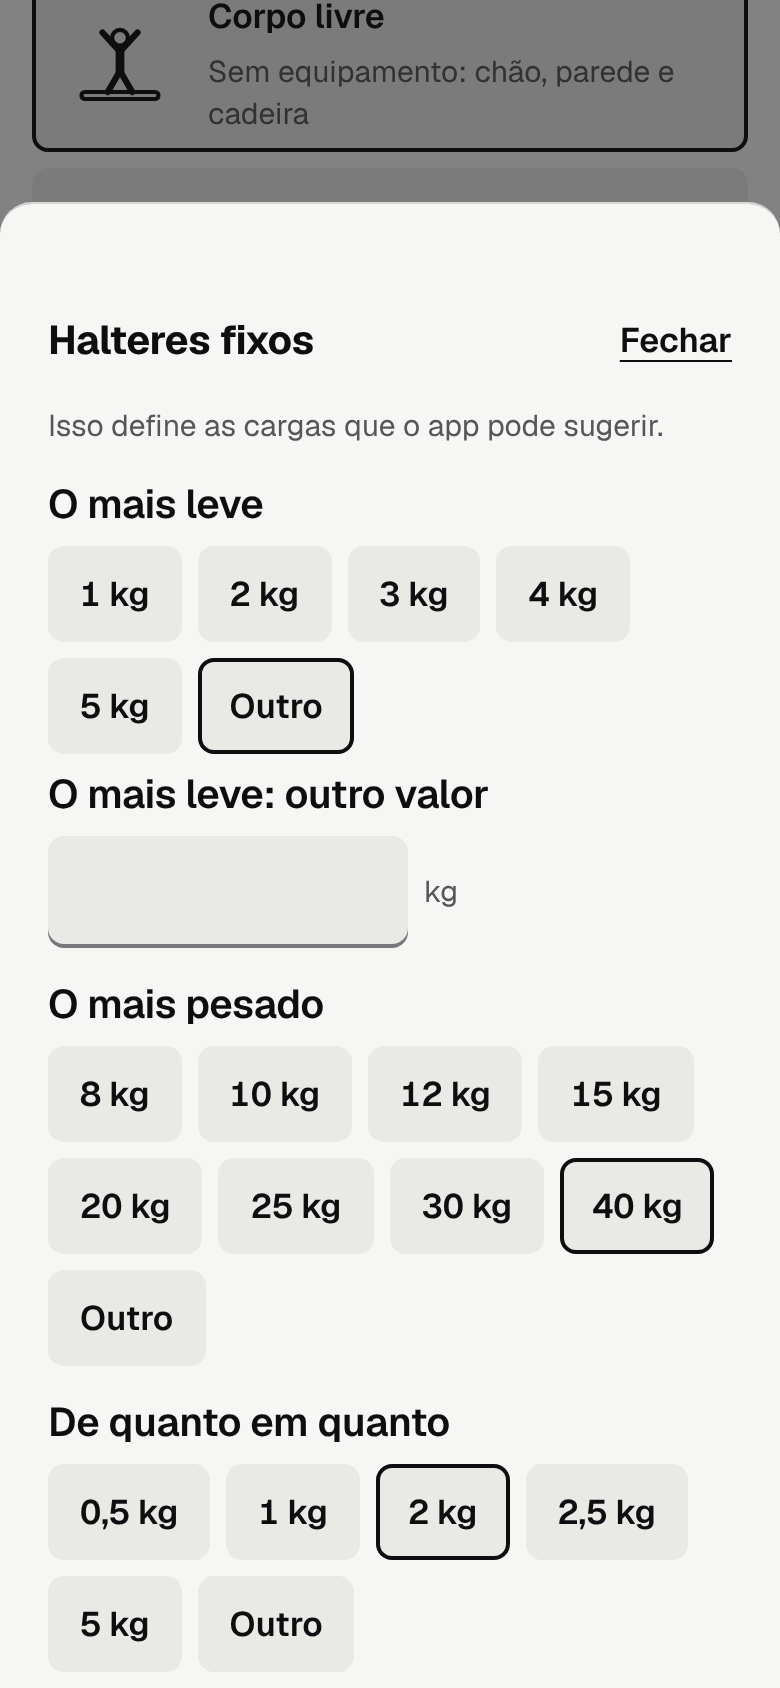 Corpo livre
Sem equipamento: chão, parede e
cadeira
Halteres fixos
Fechar
Isso define as cargas que o app pode sugerir.
O mais leve
1 kg
2 kg
3 kg
4 kg
5 kg
Outro
O mais leve: outro valor
kg
O mais pesado
8 kg
10 kg
12 kg
15 kg
20 kg
25 kg
30 kg
40 kg
Outro
De quanto em quanto
0,5 kg
1 kg
2 kg
2,5 kg
5 kg
Outro